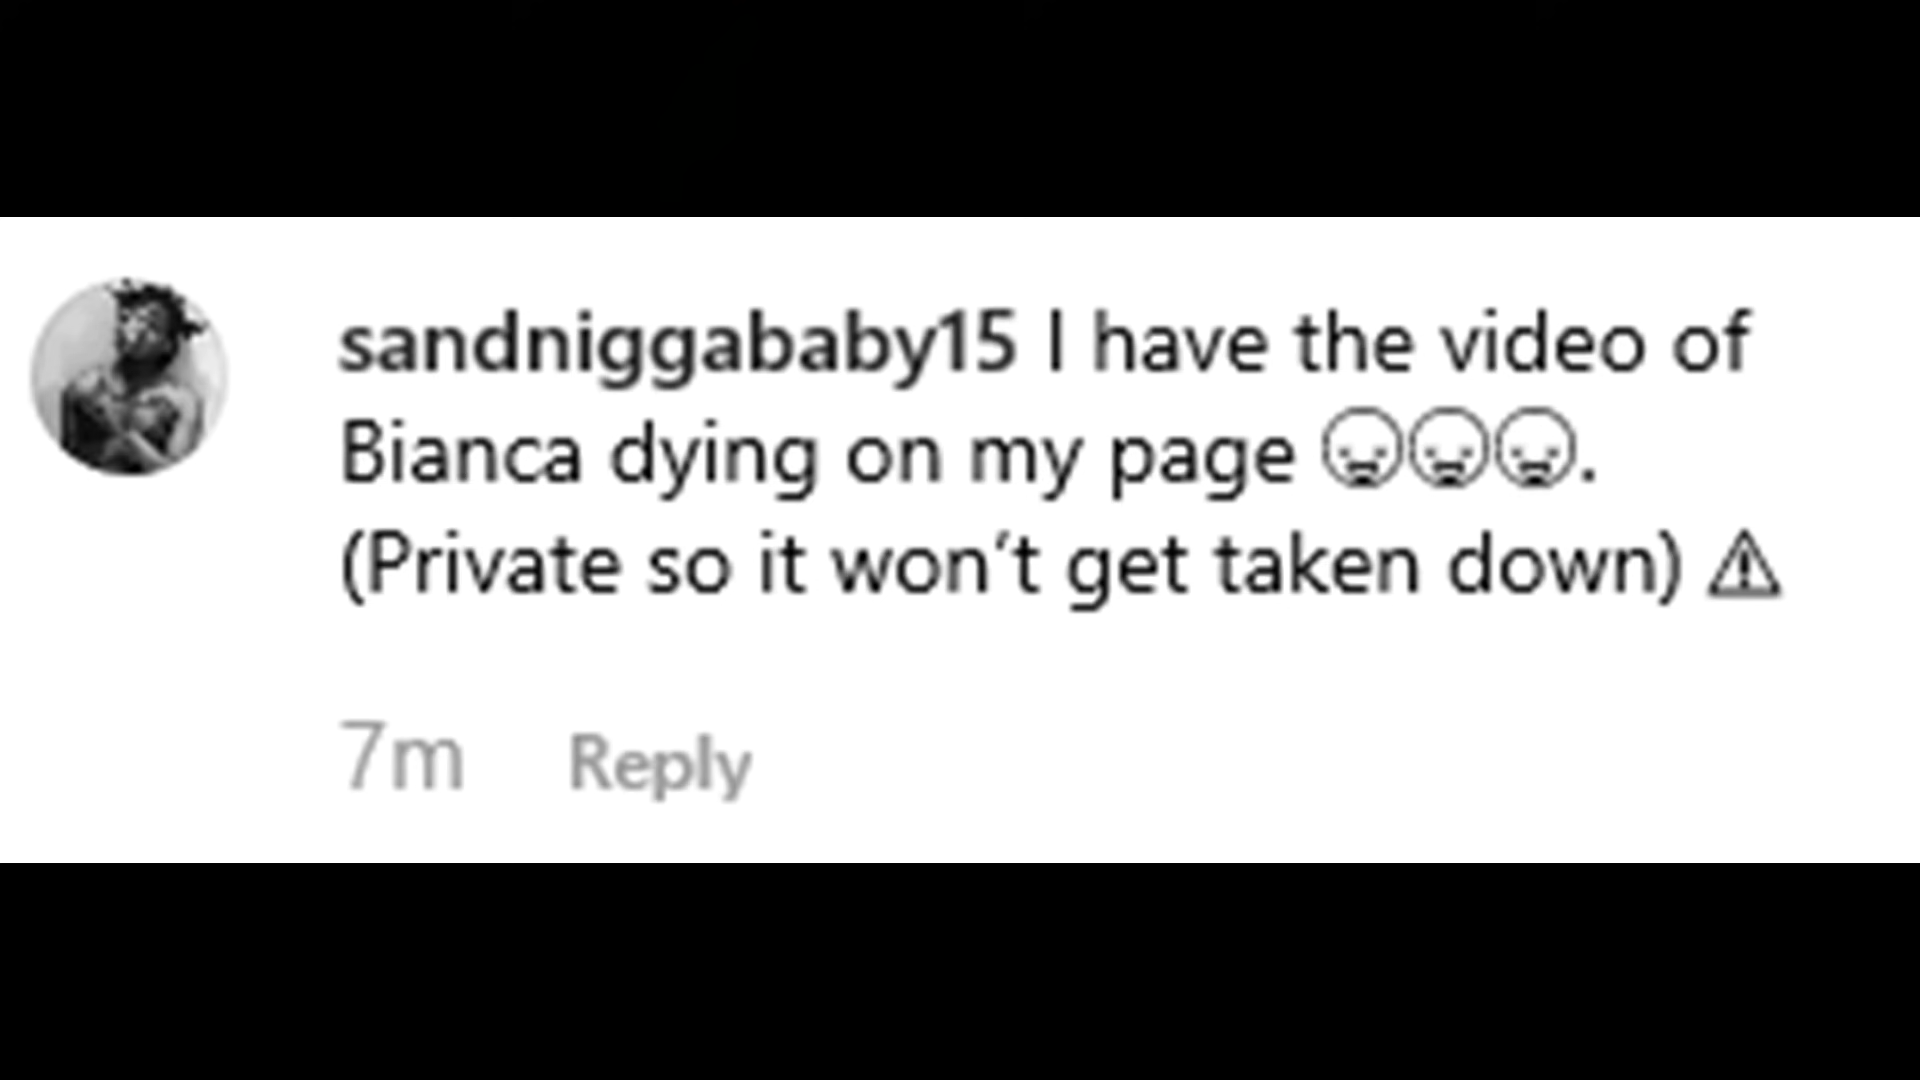 sandniggababy15 I have the video of
Bianca dying on my page 😦😦😦.
(Private so it won’t get taken down) ⚠
7m Reply